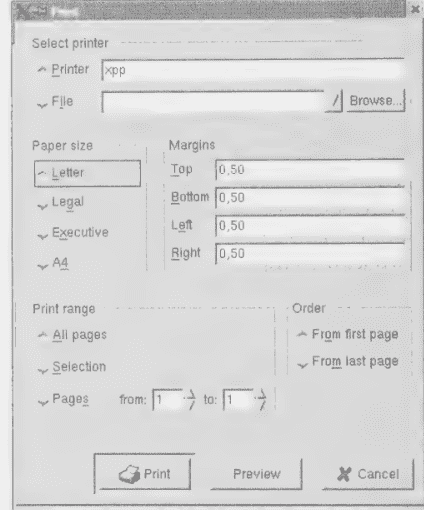 Print
Select printer
Printer xpp
File / Browse...
Paper size
Letter
Legal
Executive
A4
Margins
Top 0,50
Bottom 0,50
Left 0,50
Right 0,50
Print range
All pages
Selection
Pages from: 1 to: 1
Order
From first page
From last page
Print Preview Cancel